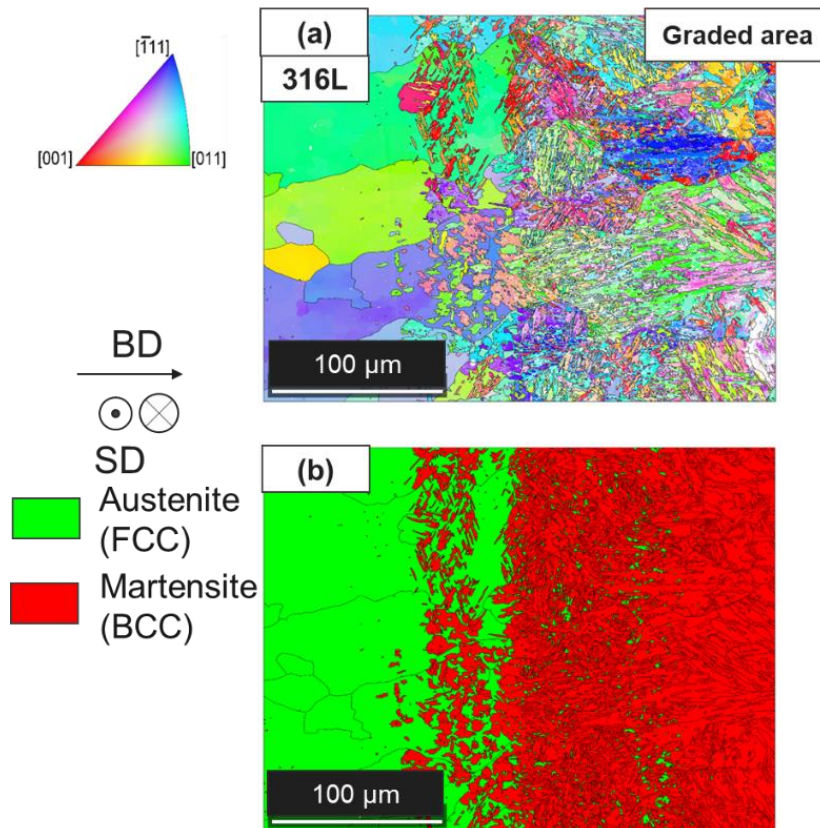 [1̄11]
[001]
[011]
(a)
316L
Graded area
100 µm
BD
SD
Austenite
(FCC)
Martensite
(BCC)
(b)
100 µm